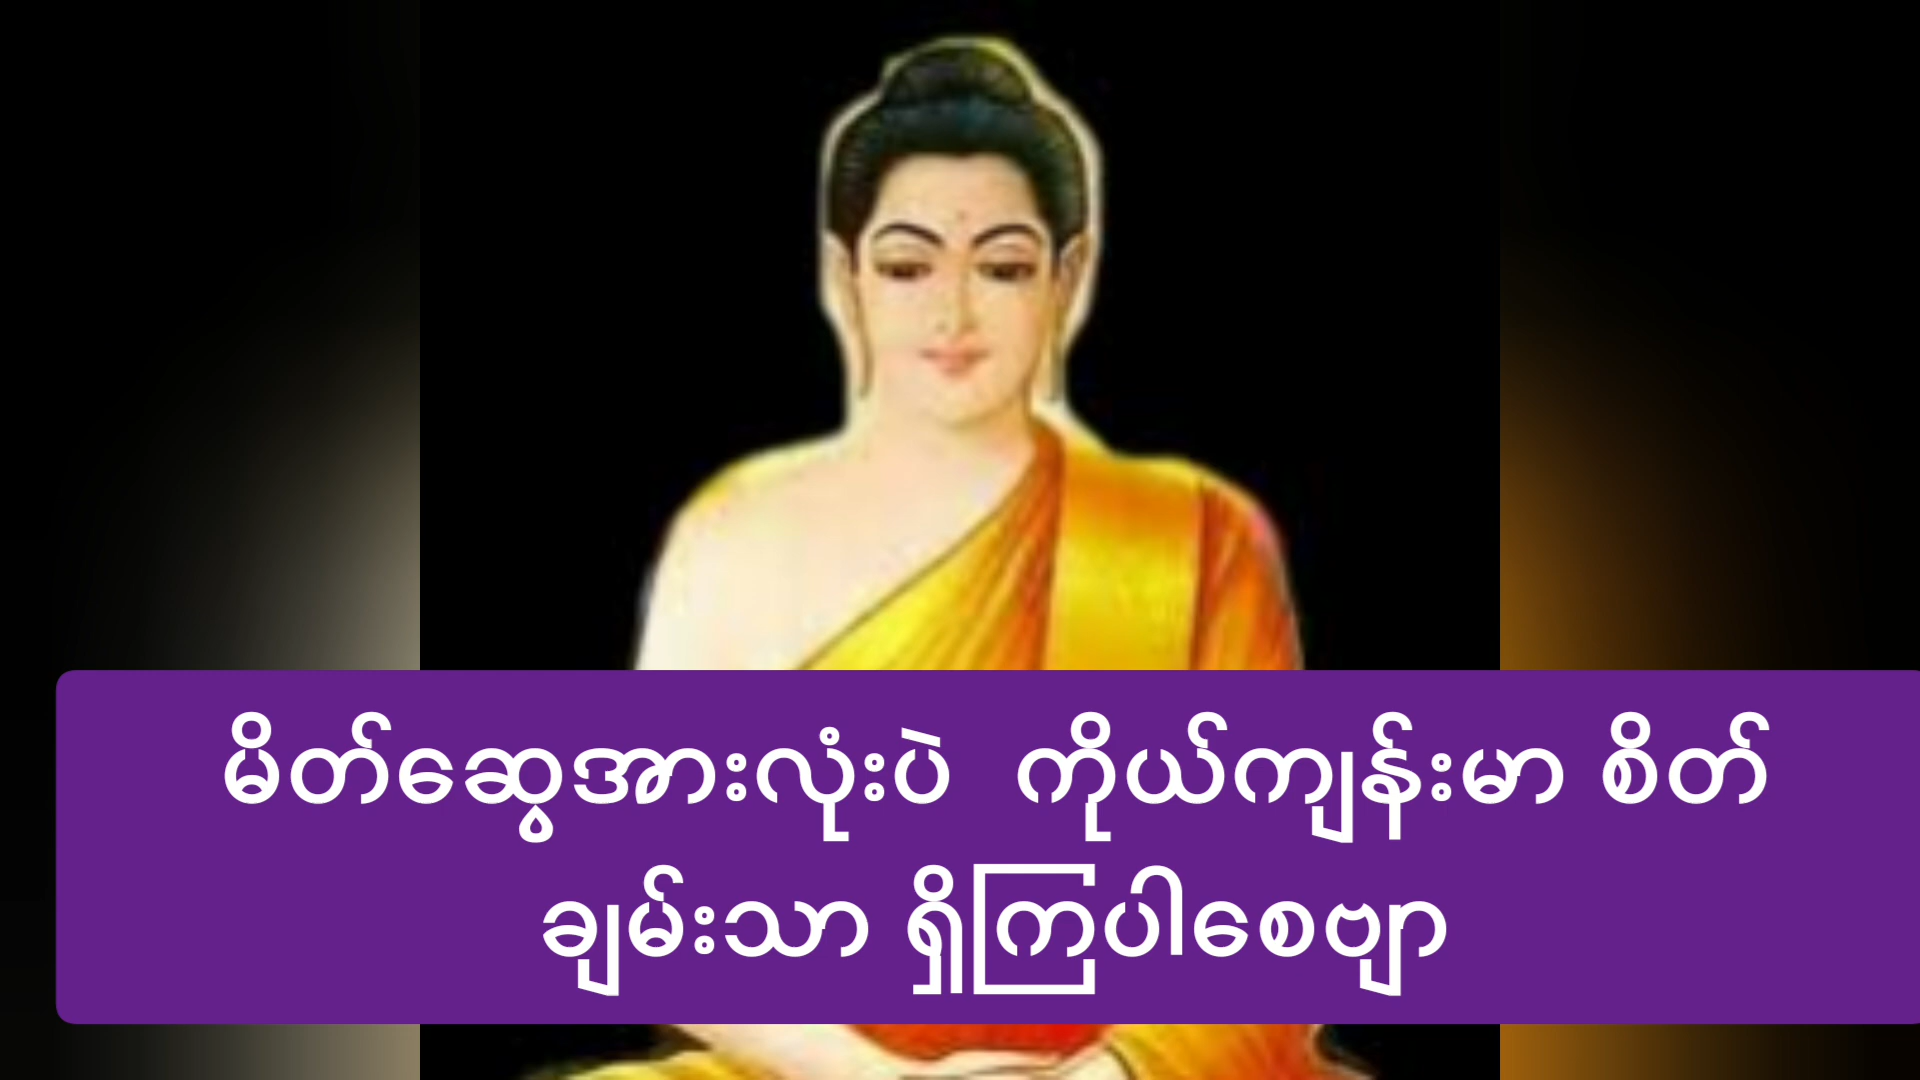 မိတ်ဆွေအားလုံးပဲ  ကိုယ်ကျန်းမာ စိတ်
ချမ်းသာ ရှိကြပါစေဗျာ